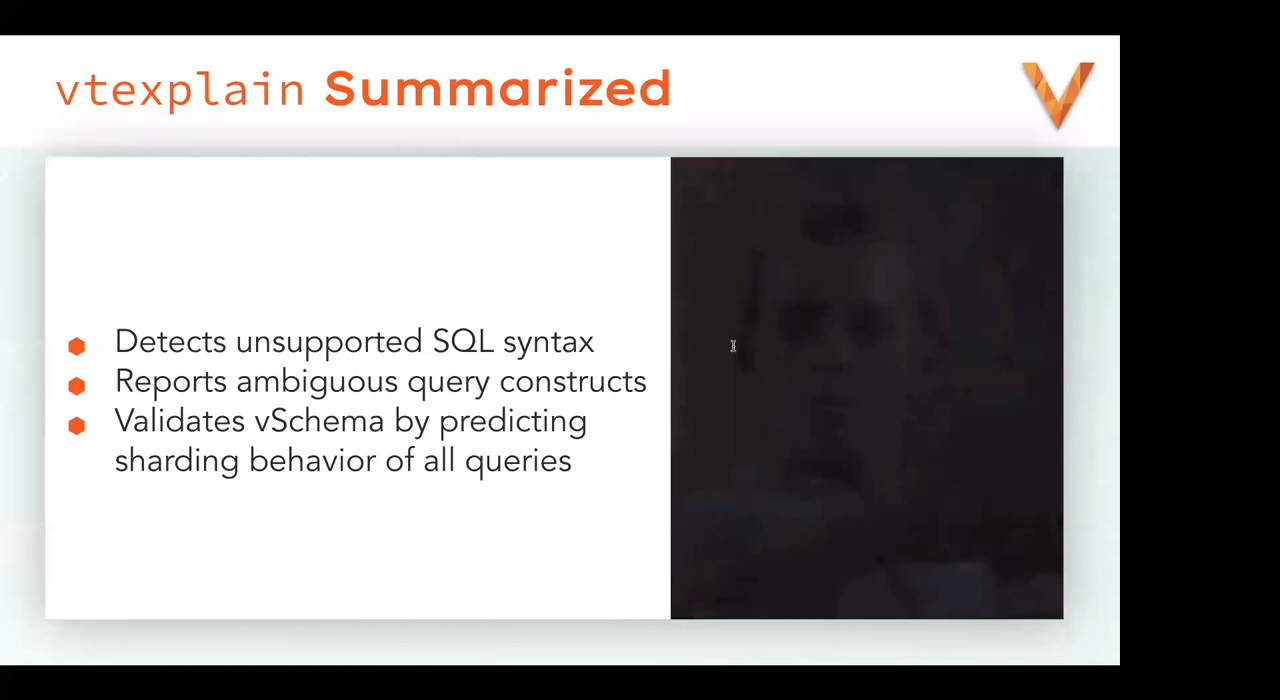 vtexplain Summarized
Detects unsupported SQL syntax
Reports ambiguous query constructs
Validates vSchema by predicting
sharding behavior of all queries